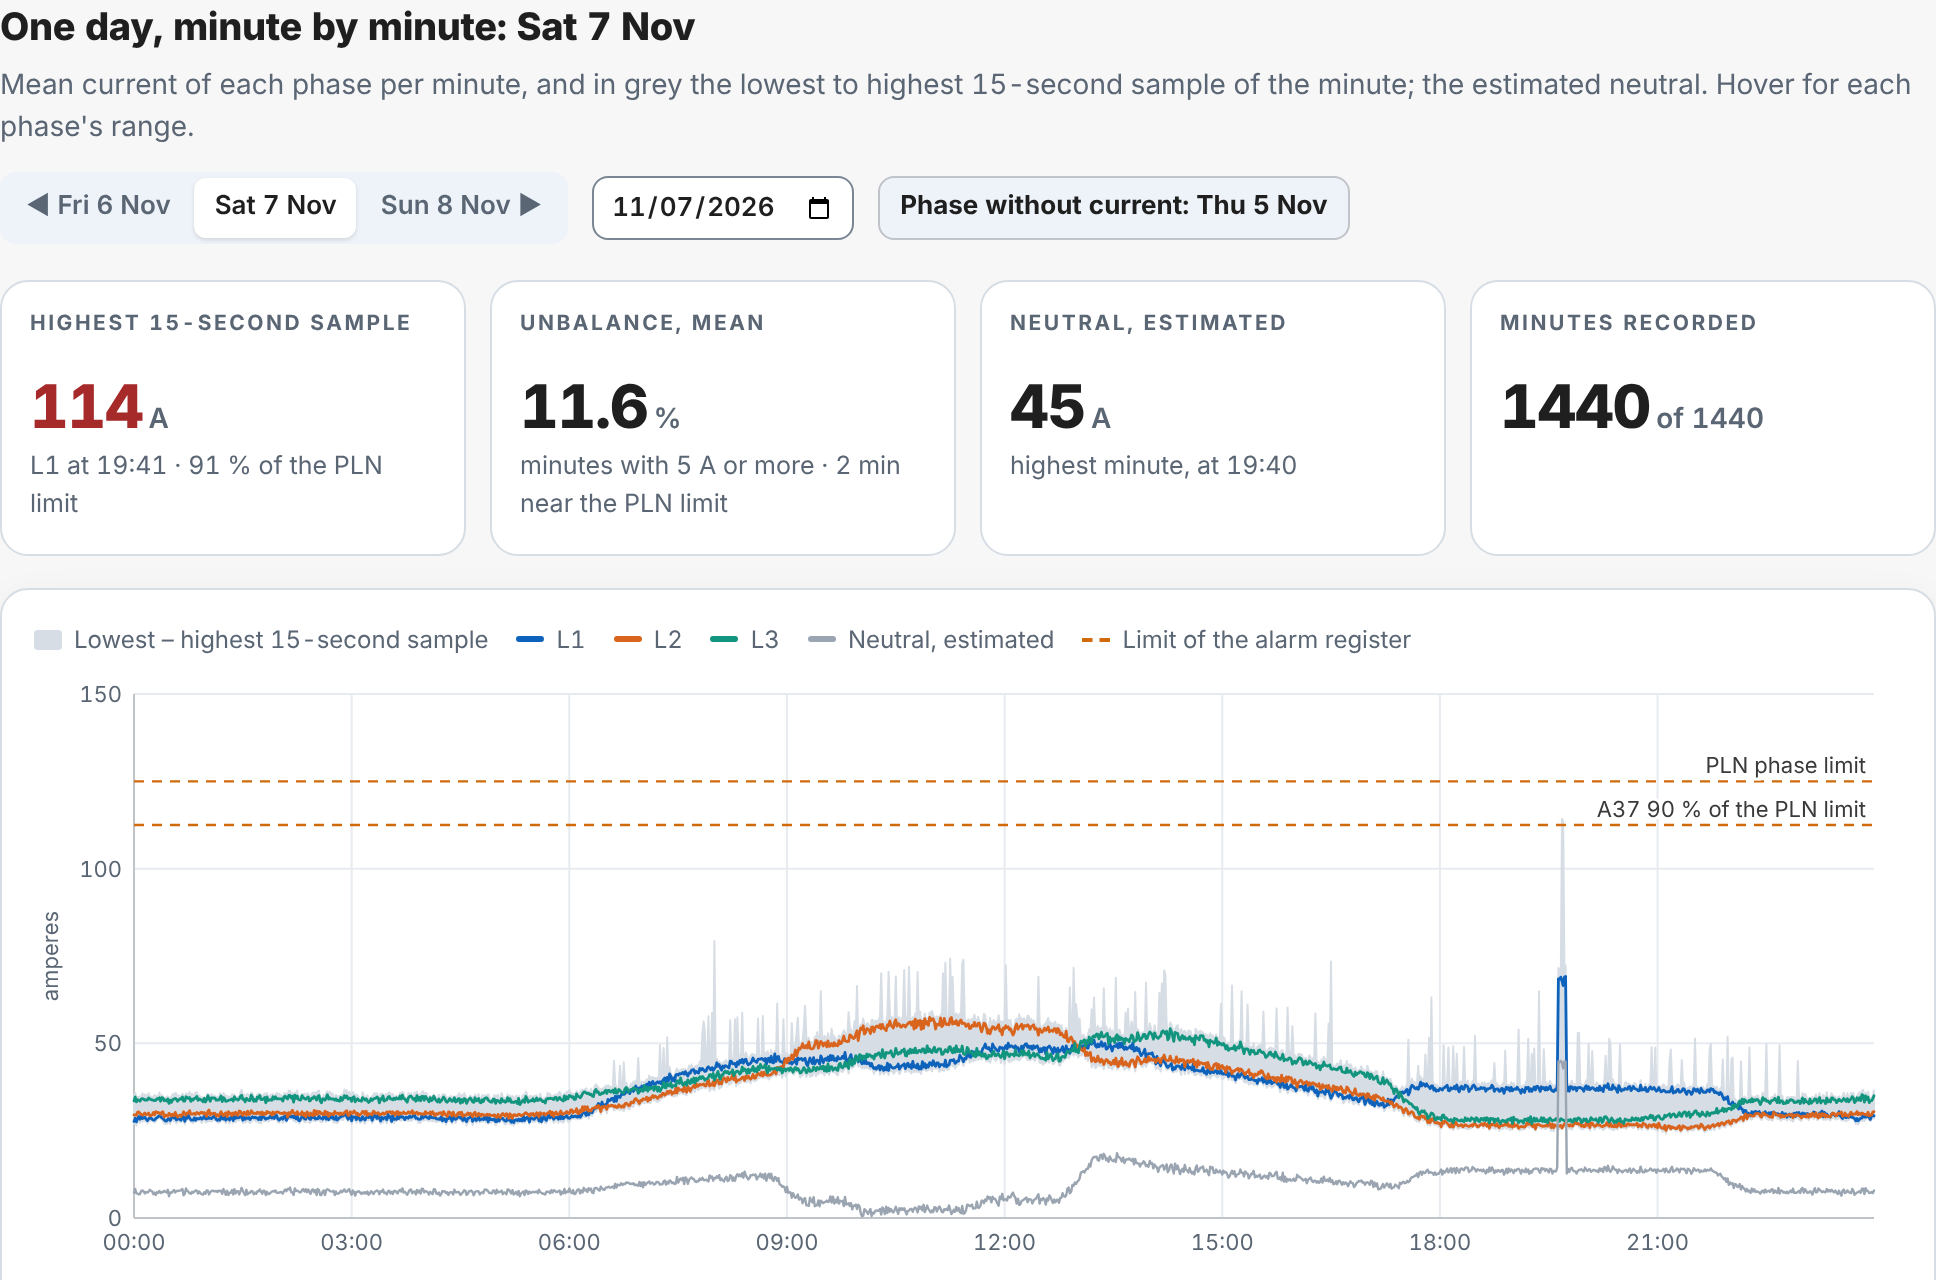 One day, minute by minute: Sat 7 Nov
Mean current of each phase per minute, and in grey the lowest to highest 15-second sample of the minute; the estimated neutral. Hover for each
phase's range.
◀ Fri 6 Nov Sat 7 Nov Sun 8 Nov ▶ 11/07/2026 Phase without current: Thu 5 Nov
HIGHEST 15-SECOND SAMPLE
114 A
L1 at 19:41 · 91 % of the PLN
limit
UNBALANCE, MEAN
11.6 %
minutes with 5 A or more · 2 min
near the PLN limit
NEUTRAL, ESTIMATED
45 A
highest minute, at 19:40
MINUTES RECORDED
1440 of 1440
Lowest – highest 15-second sample L1 L2 L3 Neutral, estimated Limit of the alarm register
150
PLN phase limit
A37 90 % of the PLN limit
100
amperes
50
0
00:00 03:00 06:00 09:00 12:00 15:00 18:00 21:00